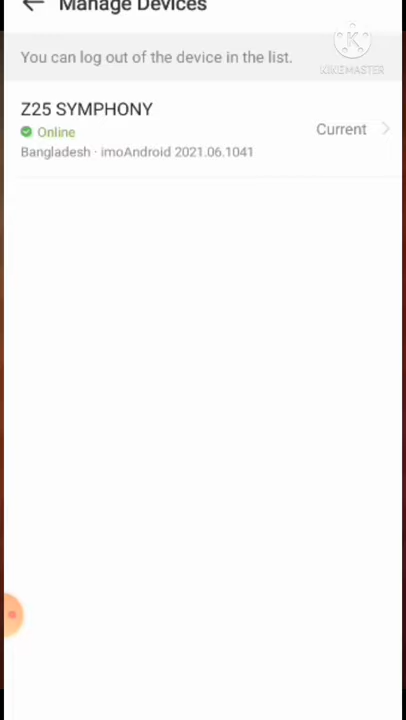 Manage Devices
You can log out of the device in the list.
KINEMASTER
Z25 SYMPHONY
Online
Current
Bangladesh · imoAndroid 2021.06.1041